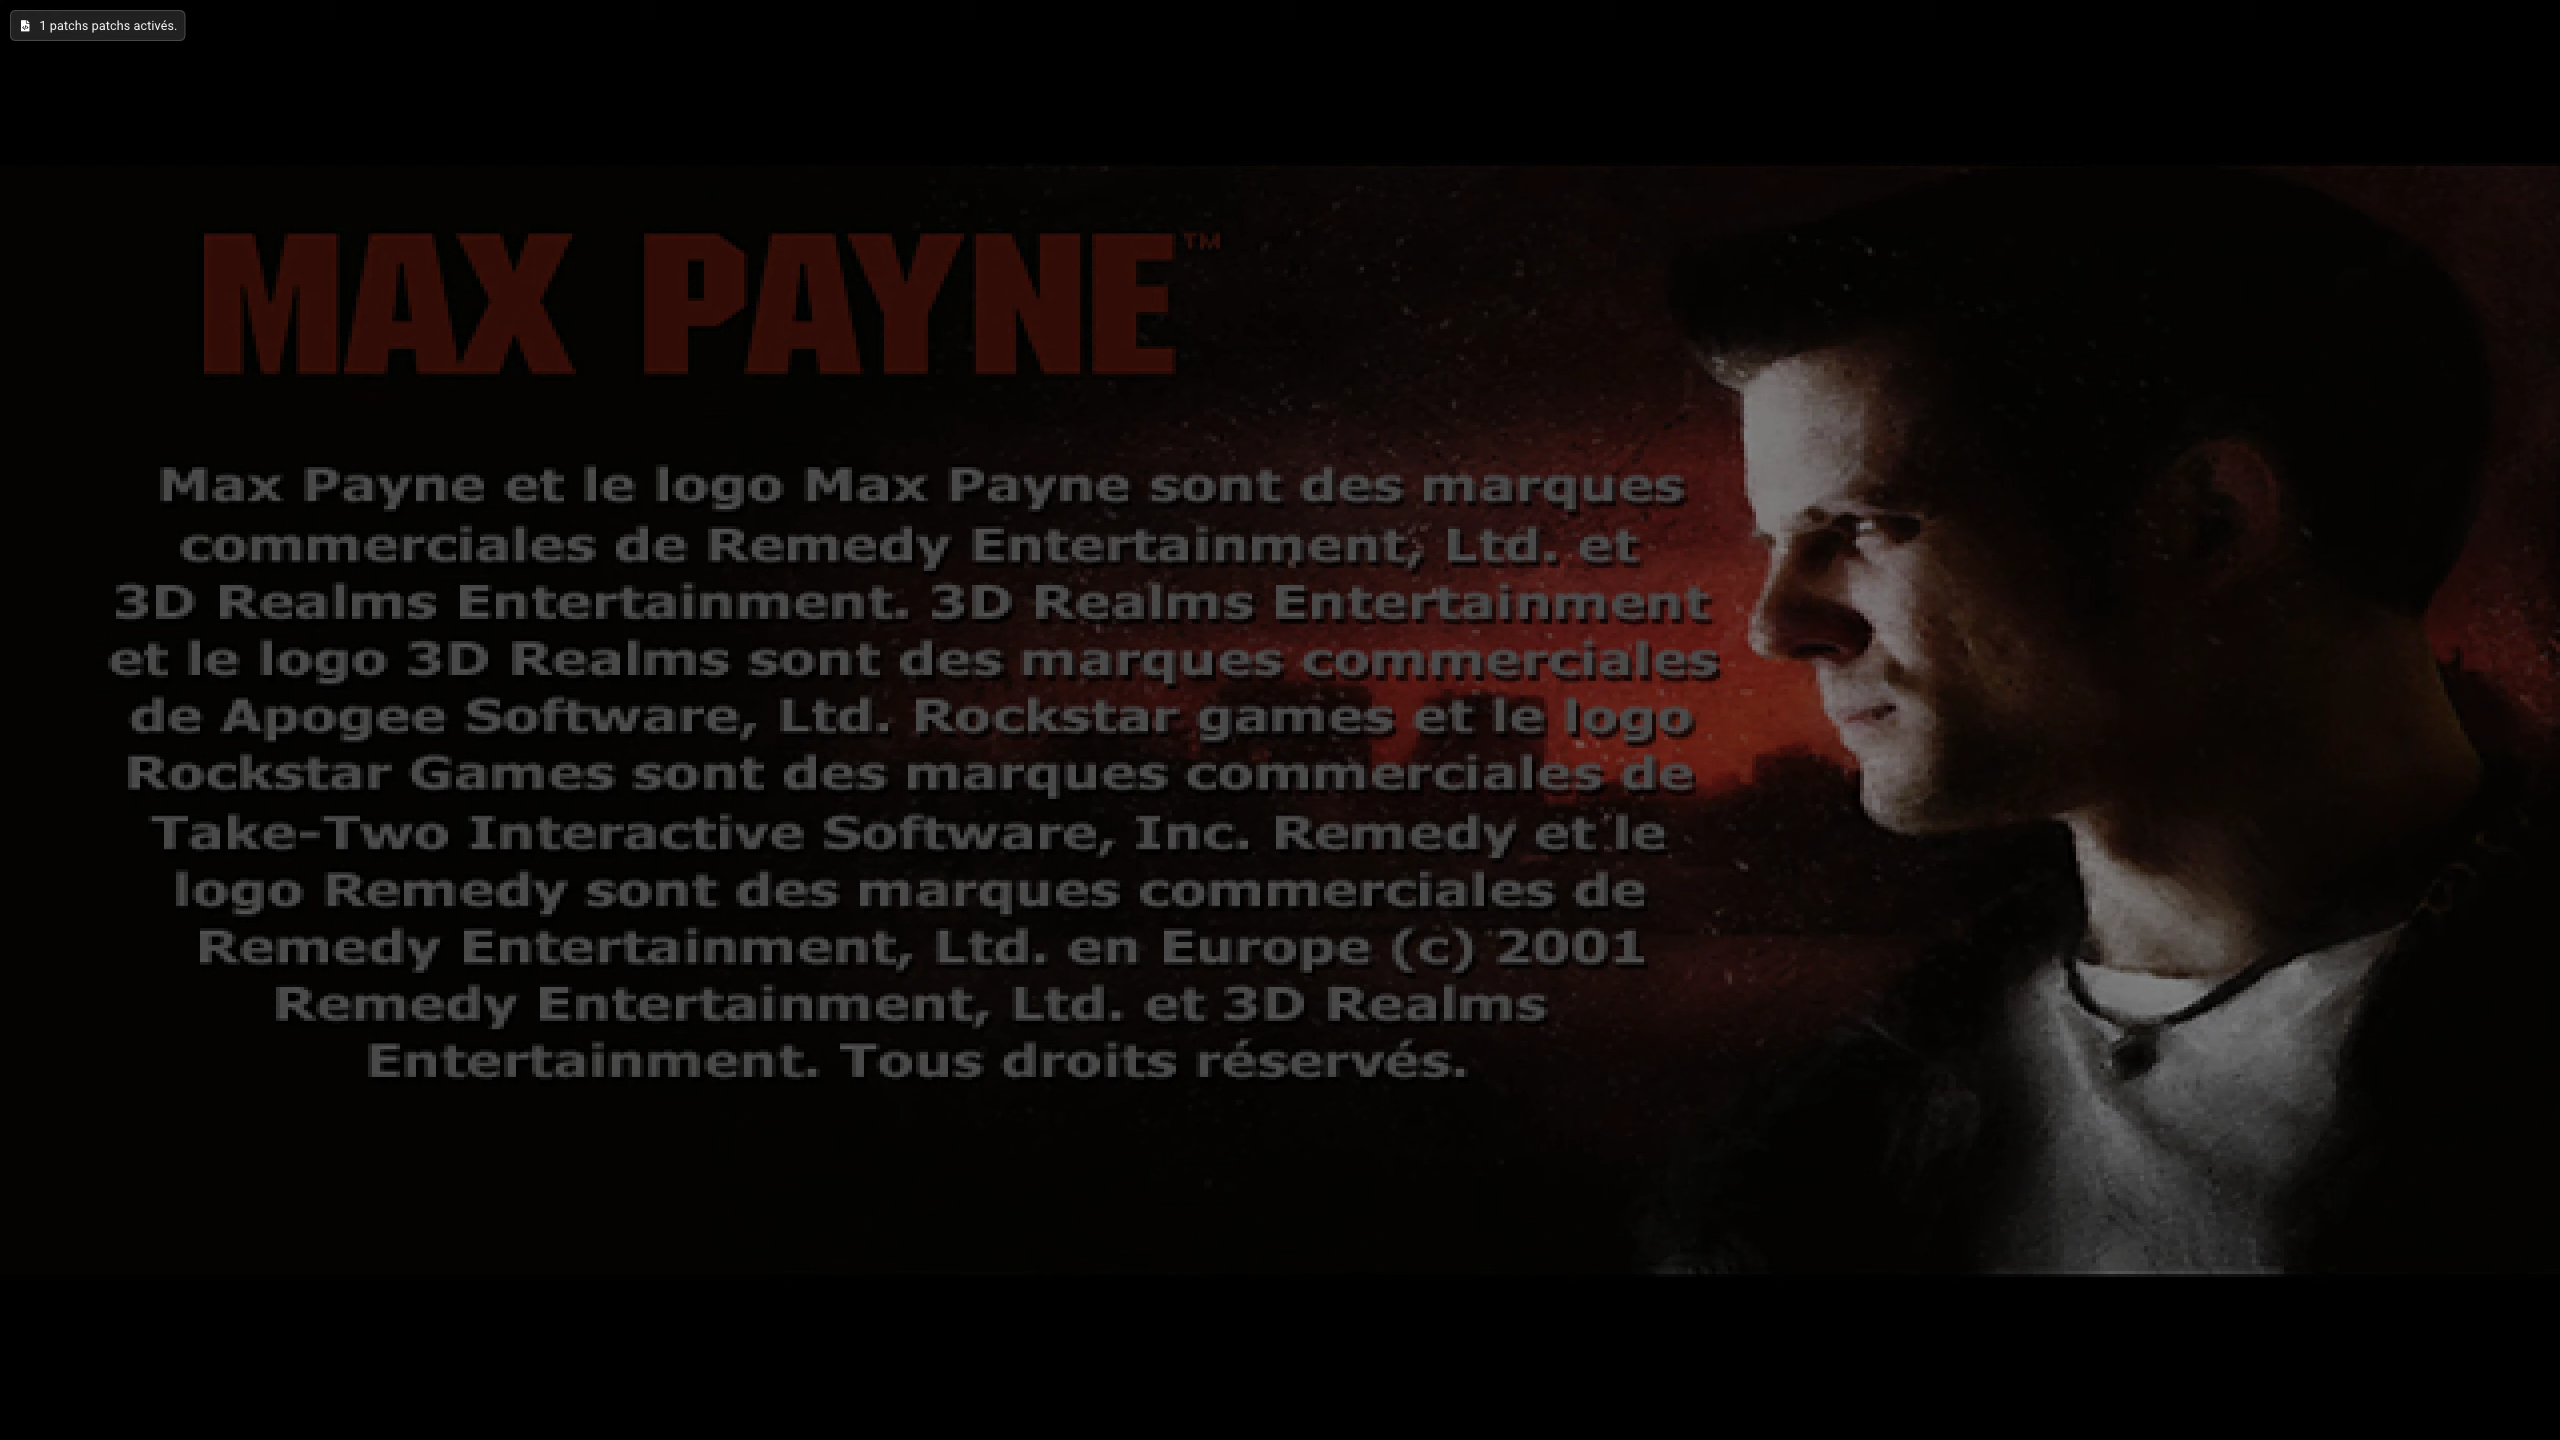 1 patchs patchs activés.
MAX PAYNE™
Max Payne et le logo Max Payne sont des marques
commerciales de Remedy Entertainment, Ltd. et
3D Realms Entertainment. 3D Realms Entertainment
et le logo 3D Realms sont des marques commerciales
de Apogee Software, Ltd. Rockstar games et le logo
Rockstar Games sont des marques commerciales de
Take-Two Interactive Software, Inc. Remedy et le
logo Remedy sont des marques commerciales de
Remedy Entertainment, Ltd. en Europe (c) 2001
Remedy Entertainment, Ltd. et 3D Realms
Entertainment. Tous droits réservés.